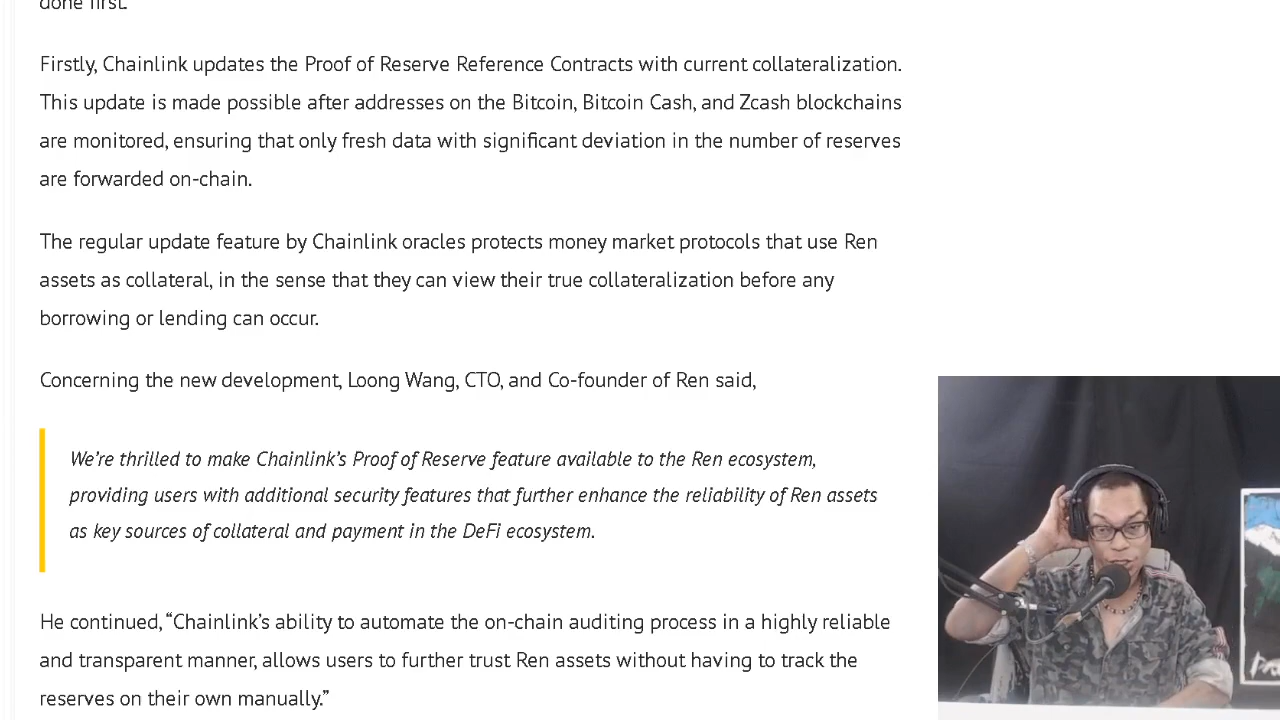 done first.
Firstly, Chainlink updates the Proof of Reserve Reference Contracts with current collateralization.
This update is made possible after addresses on the Bitcoin, Bitcoin Cash, and Zcash blockchains
are monitored, ensuring that only fresh data with significant deviation in the number of reserves
are forwarded on-chain.
The regular update feature by Chainlink oracles protects money market protocols that use Ren
assets as collateral, in the sense that they can view their true collateralization before any
borrowing or lending can occur.
Concerning the new development, Loong Wang, CTO, and Co-founder of Ren said,
We’re thrilled to make Chainlink’s Proof of Reserve feature available to the Ren ecosystem,
providing users with additional security features that further enhance the reliability of Ren assets
as key sources of collateral and payment in the DeFi ecosystem.
He continued, “Chainlink’s ability to automate the on-chain auditing process in a highly reliable
and transparent manner, allows users to further trust Ren assets without having to track the
reserves on their own manually.”